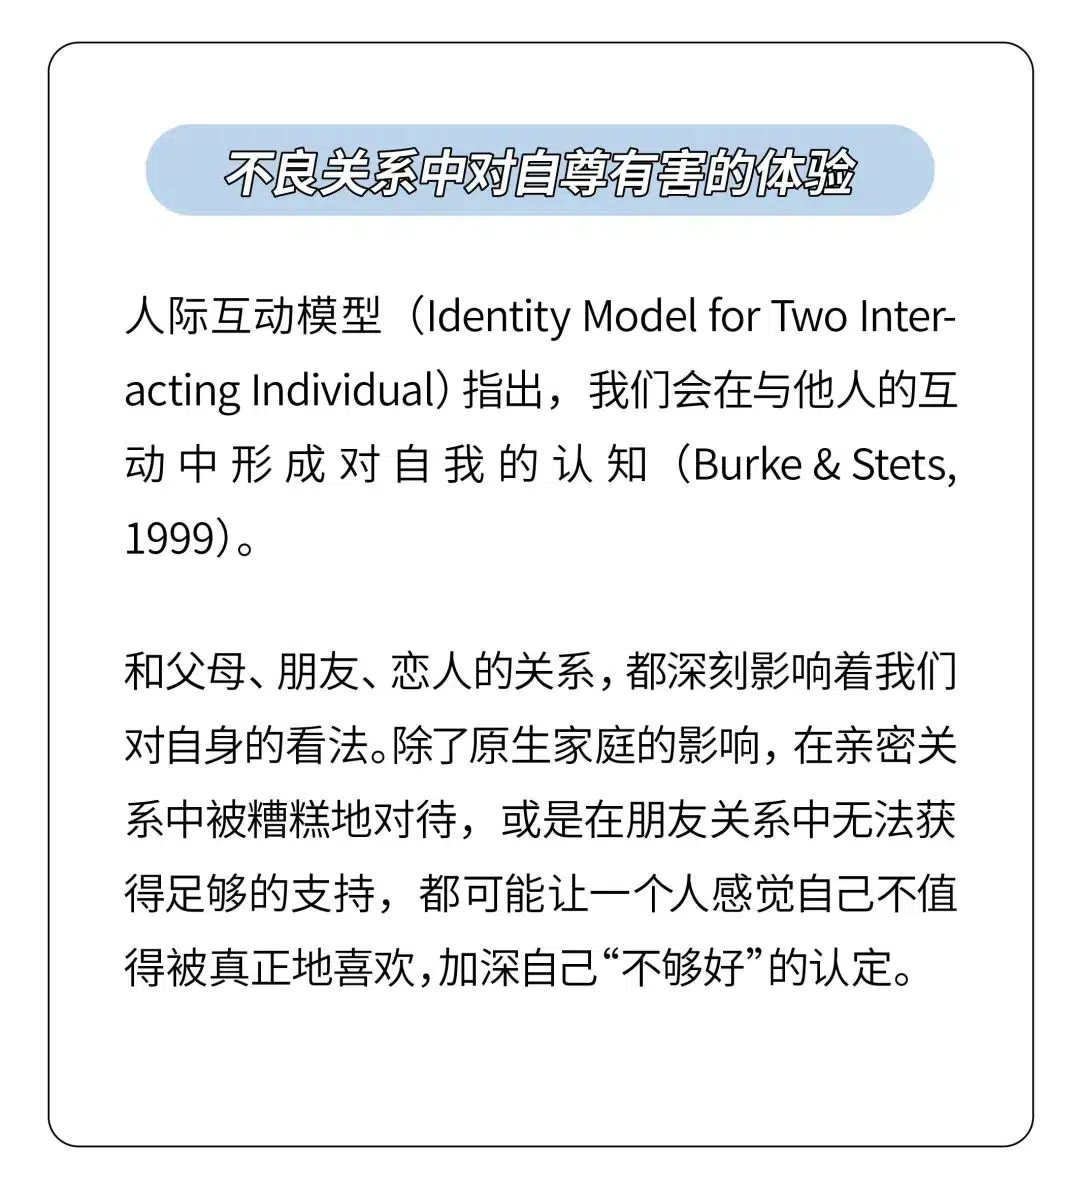 不良关系中对自尊有害的体验
人际互动模型（Identity Model for Two Inter-
acting Individual）指出，我们会在与他人的互
动中形成对自我的认知（Burke & Stets,
1999）。
和父母、朋友、恋人的关系，都深刻影响着我们
对自身的看法。除了原生家庭的影响，在亲密关
系中被糟糕地对待，或是在朋友关系中无法获
得足够的支持，都可能让一个人感觉自己不值
得被真正地喜欢，加深自己“不够好”的认定。